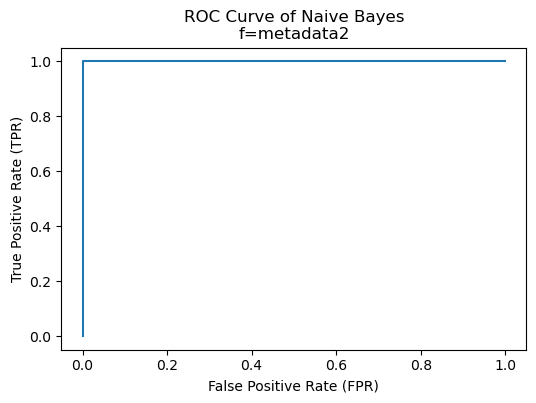 ROC Curve of Naive Bayes
f=metadata2
True Positive Rate (TPR)
1.0
0.8
0.6
0.4
0.2
0.0
0.0 0.2 0.4 0.6 0.8 1.0
False Positive Rate (FPR)